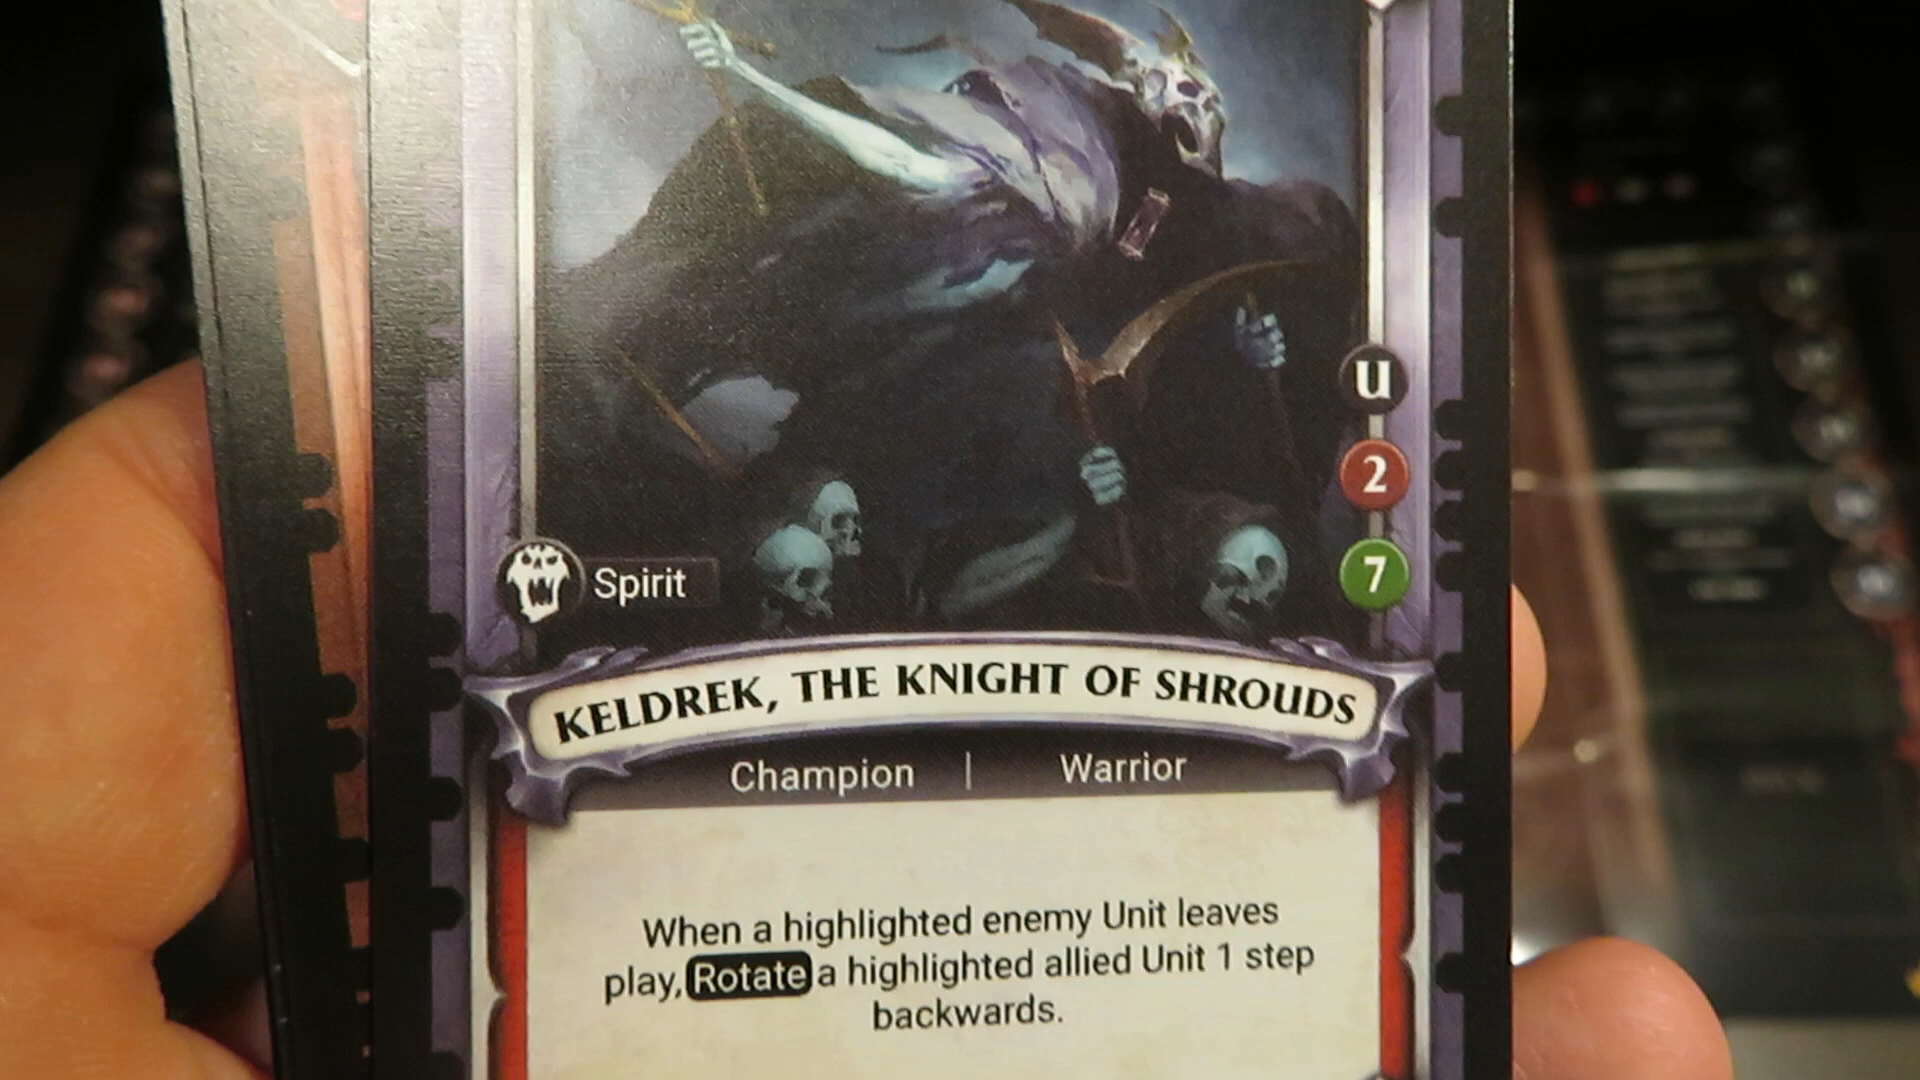 U
2
7
Spirit
KELDREK, THE KNIGHT OF SHROUDS
Champion | Warrior
When a highlighted enemy Unit leaves
play, Rotate a highlighted allied Unit 1 step
backwards.